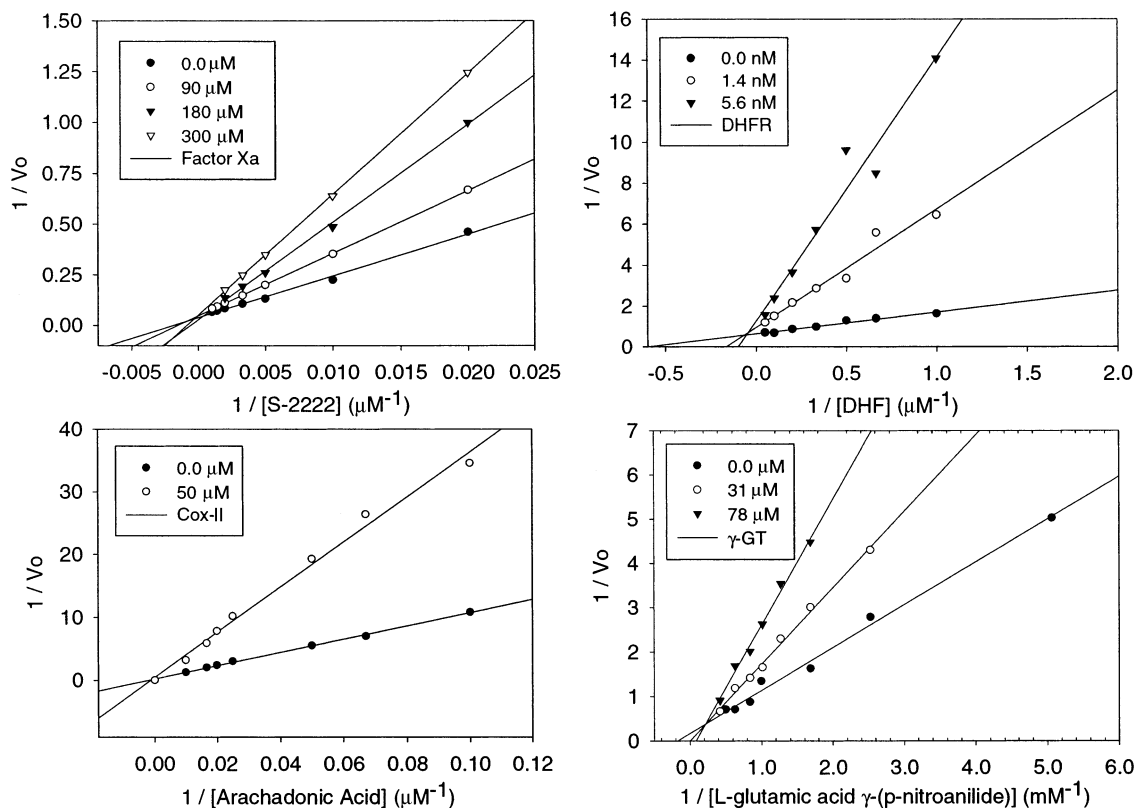 1.50
1.25
1.00
0.75
0.50
0.25
0.00
1 / Vo
0.0 µM
90 µM
180 µM
300 µM
Factor Xa
-0.005 0.000 0.005 0.010 0.015 0.020 0.025
1 / [S-2222] (µM⁻¹)
16
14
12
10
8
6
4
2
0
1 / Vo
0.0 nM
1.4 nM
5.6 nM
DHFR
-0.5 0.0 0.5 1.0 1.5 2.0
1 / [DHF] (µM⁻¹)
40
30
20
10
0
1 / Vo
0.0 µM
50 µM
Cox-II
0.00 0.02 0.04 0.06 0.08 0.10 0.12
1 / [Arachadonic Acid] (µM⁻¹)
7
6
5
4
3
2
1
0
1 / Vo
0.0 µM
31 µM
78 µM
γ-GT
0.0 1.0 2.0 3.0 4.0 5.0 6.0
1 / [L-glutamic acid γ-(p-nitroanilide)] (mM⁻¹)